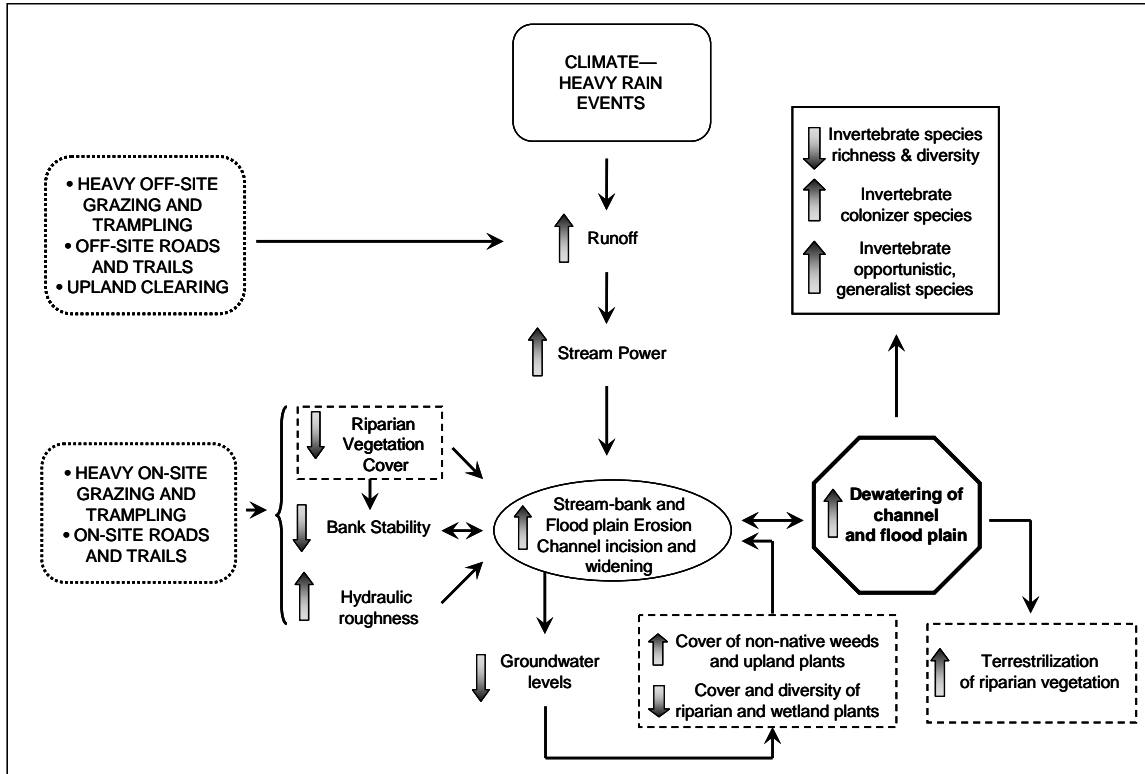 CLIMATE—
HEAVY RAIN
EVENTS
Invertebrate species
richness & diversity
Invertebrate
colonizer species
Invertebrate
opportunistic,
generalist species
• HEAVY OFF-SITE
GRAZING AND
TRAMPLING
• OFF-SITE ROADS
AND TRAILS
• UPLAND CLEARING
Runoff
Stream Power
Riparian
Vegetation
Cover
Bank Stability
Hydraulic
roughness
• HEAVY ON-SITE
GRAZING AND
TRAMPLING
• ON-SITE ROADS
AND TRAILS
Stream-bank and
Flood plain Erosion
Channel incision and
widening
Dewatering of
channel
and flood plain
Groundwater
levels
Cover of non-native weeds
and upland plants
Cover and diversity of
riparian and wetland plants
Terrestrilization
of riparian vegetation